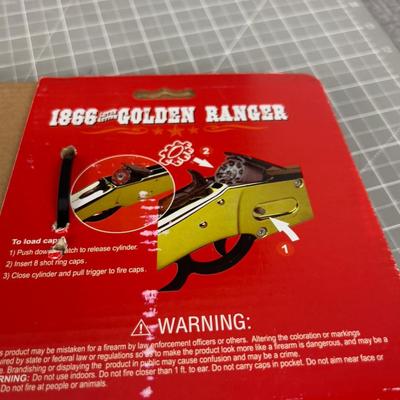 1866 LEVER ACTION GOLDEN RANGER
2
1
To load caps
1) Push down latch to release cylinder.
2) Insert 8 shot ring caps.
3) Close cylinder and pull trigger to fire caps.
WARNING:
product may be mistaken for a firearm by law enforcement officers or others. Altering the coloration or markings
by state or federal law or regulations so as to make the product look more like a firearm is dangerous, and may be a
Brandishing or displaying the product in public may cause confusion and may be a crime.
Do not use indoors. Do not fire closer than 1 ft. to ear. Do not carry caps in pocket. Do not aim near face or
Do not fire at people or animals.